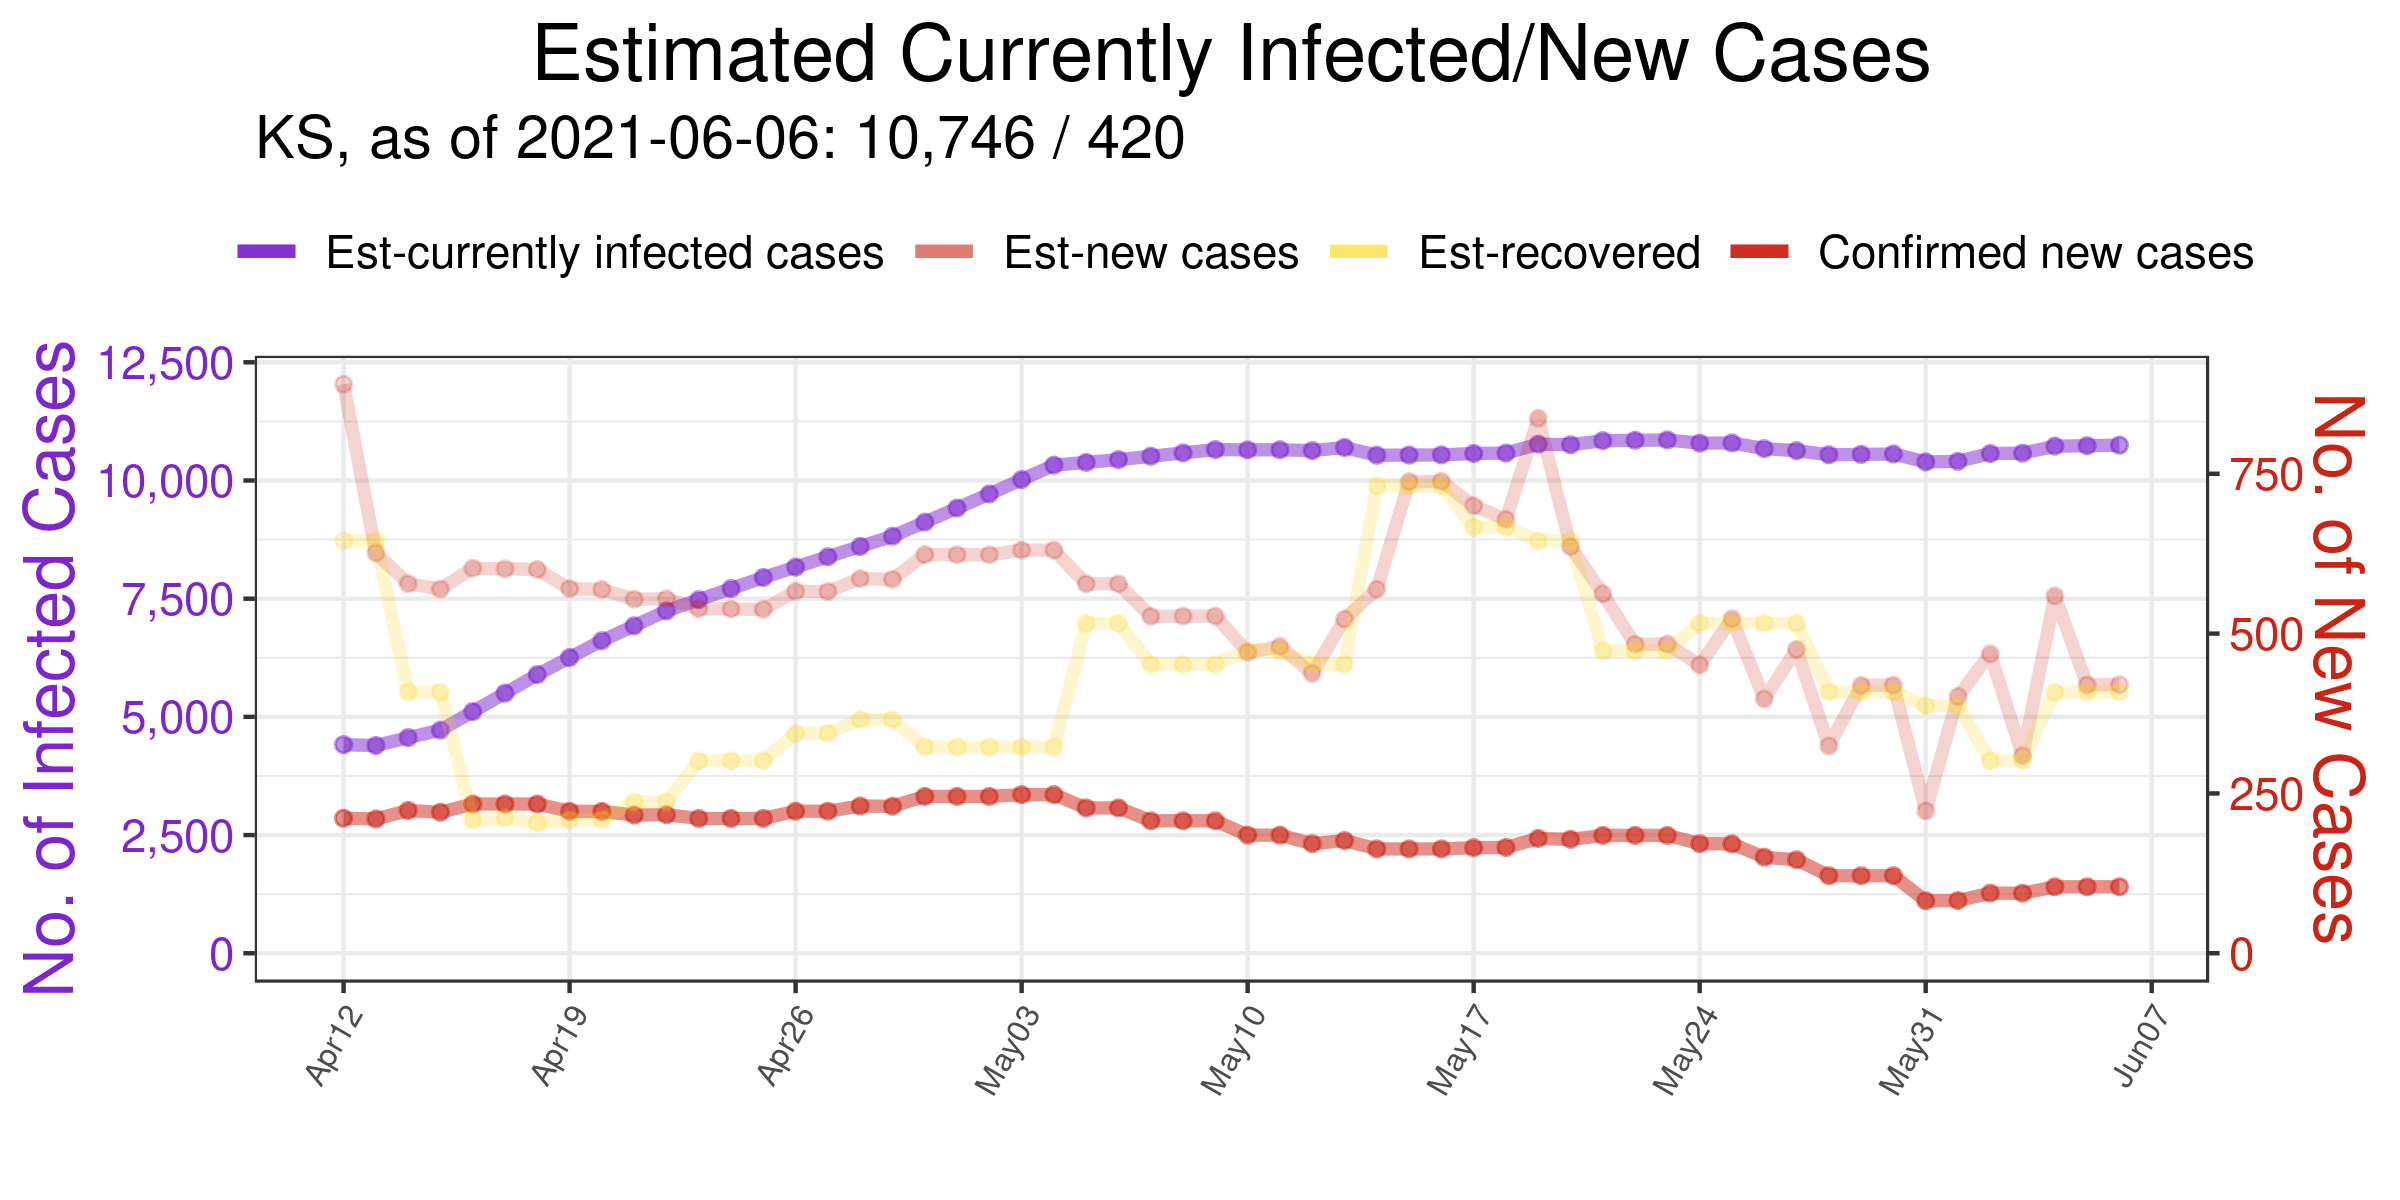 Estimated Currently Infected/New Cases
KS, as of 2021-06-06: 10,746 / 420
Est-currently infected cases Est-new cases Est-recovered Confirmed new cases
No. of Infected Cases
12,500
10,000
7,500
5,000
2,500
0
750
500
250
0
No. of New Cases
Apr12 Apr19 Apr26 May03 May10 May17 May24 May31 Jun07